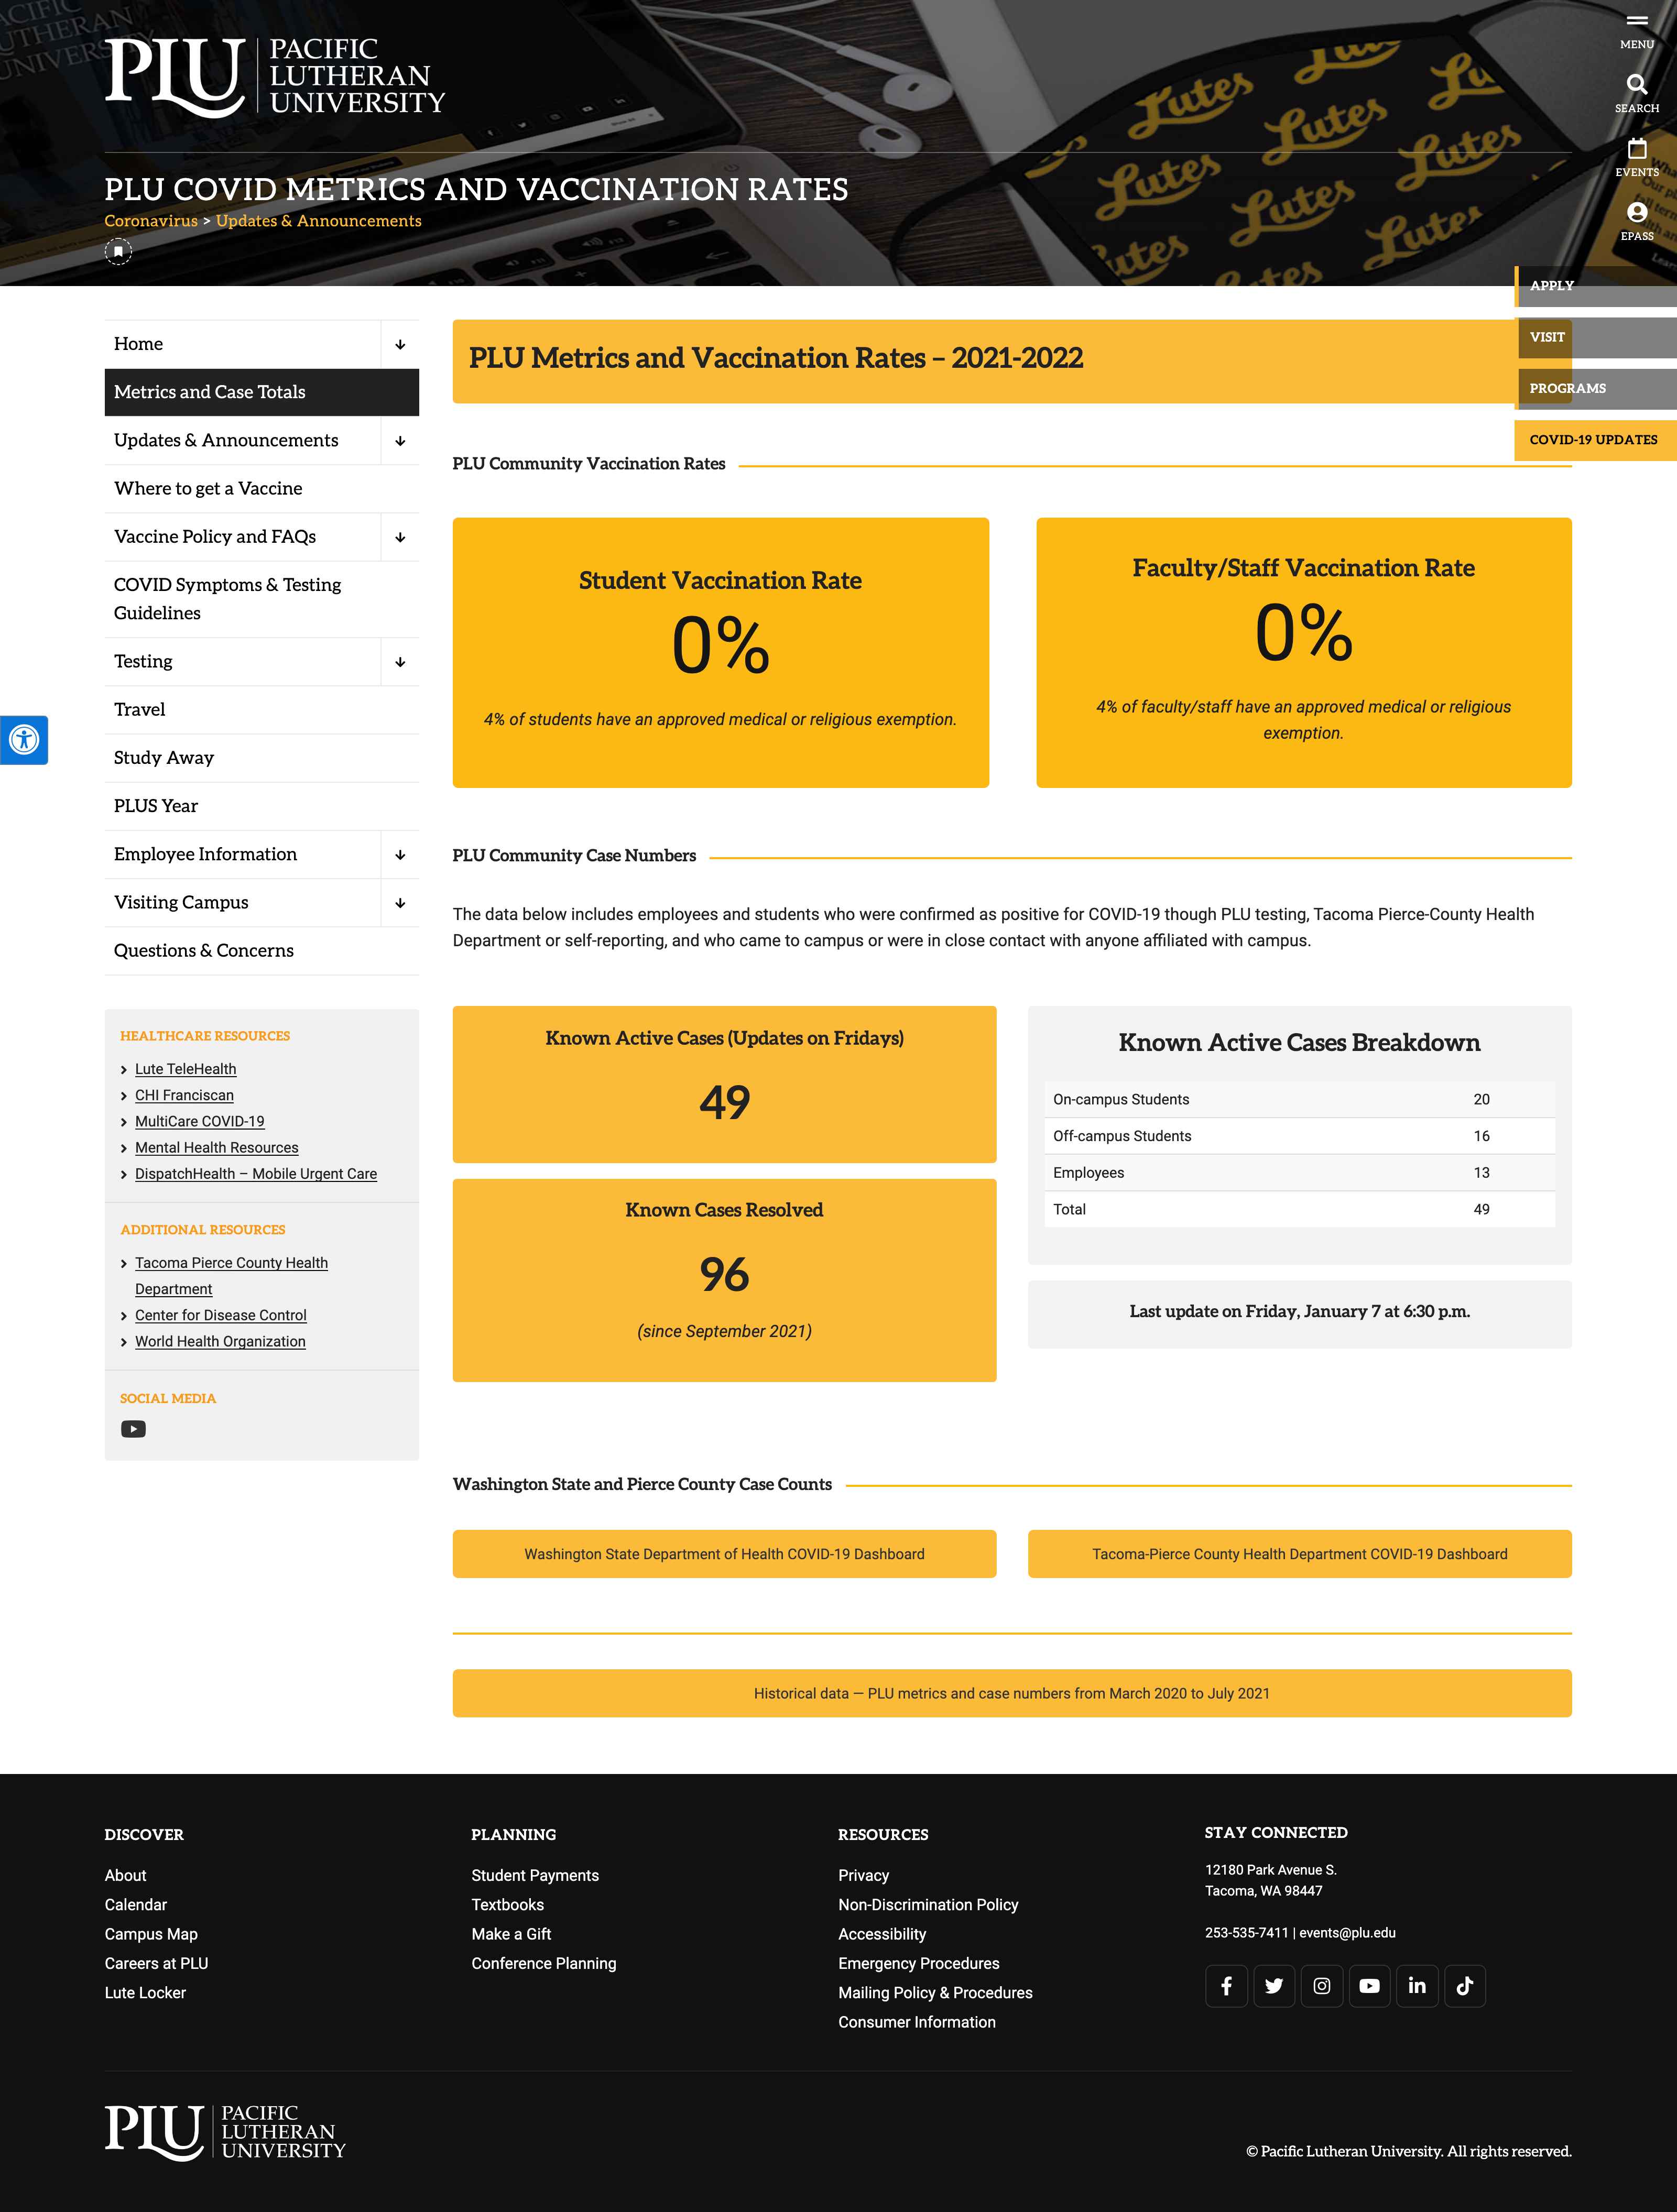 PLU PACIFIC
LUTHERAN
UNIVERSITY
MENU
SEARCH
EVENTS
EPASS
PLU COVID METRICS AND VACCINATION RATES
Coronavirus > Updates & Announcements
APPLY
VISIT
PROGRAMS
COVID-19 UPDATES
Home
Metrics and Case Totals
Updates & Announcements
Where to get a Vaccine
Vaccine Policy and FAQs
COVID Symptoms & Testing
Guidelines
Testing
Travel
Study Away
PLUS Year
Employee Information
Visiting Campus
Questions & Concerns
HEALTHCARE RESOURCES
Lute TeleHealth
CHI Franciscan
MultiCare COVID-19
Mental Health Resources
DispatchHealth – Mobile Urgent Care
ADDITIONAL RESOURCES
Tacoma Pierce County Health
Department
Center for Disease Control
World Health Organization
SOCIAL MEDIA
PLU Metrics and Vaccination Rates – 2021-2022
PLU Community Vaccination Rates
Student Vaccination Rate
0%
4% of students have an approved medical or religious exemption.
Faculty/Staff Vaccination Rate
0%
4% of faculty/staff have an approved medical or religious
exemption.
PLU Community Case Numbers
The data below includes employees and students who were confirmed as positive for COVID-19 though PLU testing, Tacoma Pierce-County Health
Department or self-reporting, and who came to campus or were in close contact with anyone affiliated with campus.
Known Active Cases (Updates on Fridays)
49
Known Cases Resolved
96
(since September 2021)
Known Active Cases Breakdown
On-campus Students 20
Off-campus Students 16
Employees 13
Total 49
Last update on Friday, January 7 at 6:30 p.m.
Washington State and Pierce County Case Counts
Washington State Department of Health COVID-19 Dashboard
Tacoma-Pierce County Health Department COVID-19 Dashboard
Historical data — PLU metrics and case numbers from March 2020 to July 2021
DISCOVER
About
Calendar
Campus Map
Careers at PLU
Lute Locker
PLANNING
Student Payments
Textbooks
Make a Gift
Conference Planning
RESOURCES
Privacy
Non-Discrimination Policy
Accessibility
Emergency Procedures
Mailing Policy & Procedures
Consumer Information
STAY CONNECTED
12180 Park Avenue S.
Tacoma, WA 98447
253-535-7411 | events@plu.edu
PLU PACIFIC
LUTHERAN
UNIVERSITY
© Pacific Lutheran University. All rights reserved.